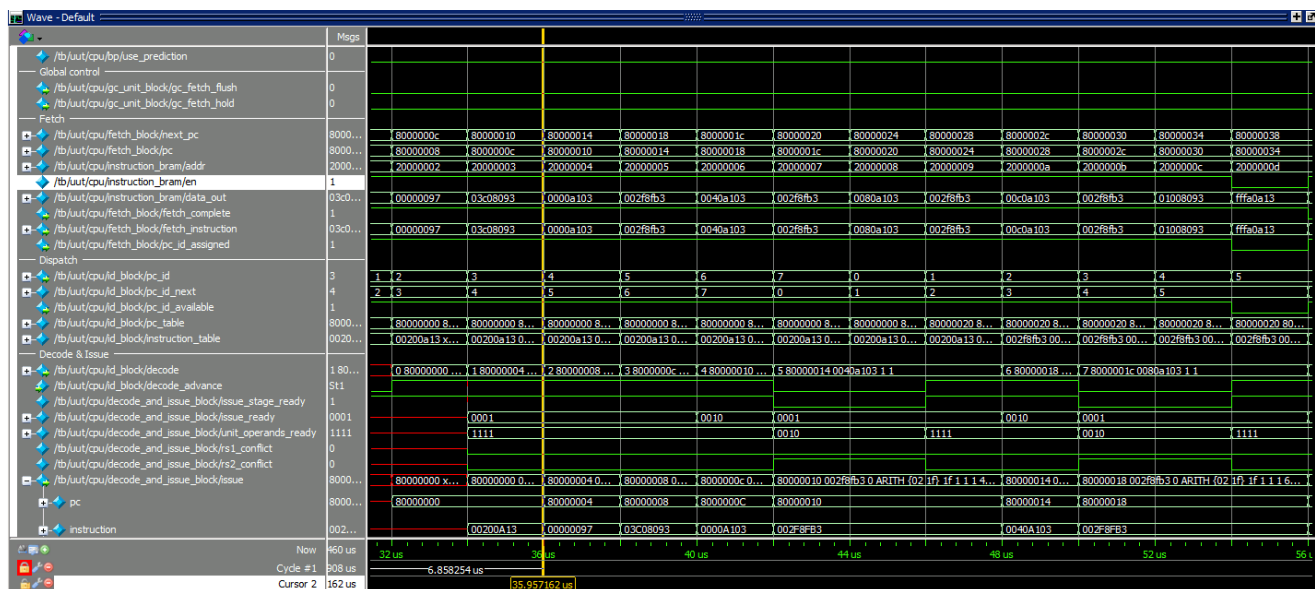 Wave - Default
Msgs
/tb/uut/cpu/bp/use_prediction 0
Global control
/tb/uut/cpu/gc_unit_block/gc_fetch_flush 0
/tb/uut/cpu/gc_unit_block/gc_fetch_hold 0
Fetch
/tb/uut/cpu/fetch_block/next_pc 8000... 8000000c 80000010 80000014 80000018 8000001c 80000020 80000024 80000028 8000002c 80000030 80000034 80000038
/tb/uut/cpu/fetch_block/pc 8000... 80000008 8000000c 80000010 80000014 80000018 8000001c 80000020 80000024 80000028 8000002c 80000030 80000034
/tb/uut/cpu/instruction_bram/addr 2000... 20000002 20000003 20000004 20000005 20000006 20000007 20000008 20000009 2000000a 2000000b 2000000c 2000000d
/tb/uut/cpu/instruction_bram/en 1
/tb/uut/cpu/instruction_bram/data_out 03c0... 00000097 03c08093 0000a103 002f8fb3 0040a103 002f8fb3 0080a103 002f8fb3 00c0a103 002f8fb3 01008093 fffa0a13
/tb/uut/cpu/fetch_block/fetch_complete 1
/tb/uut/cpu/fetch_block/fetch_instruction 03c0... 00000097 03c08093 0000a103 002f8fb3 0040a103 002f8fb3 0080a103 002f8fb3 00c0a103 002f8fb3 01008093 fffa0a13
/tb/uut/cpu/fetch_block/pc_id_assigned 1
Dispatch
/tb/uut/cpu/id_block/pc_id 3 1 2 3 4 5 6 7 0 1 2 3 4 5
/tb/uut/cpu/id_block/pc_id_next 4 2 3 4 5 6 7 0 1 2 3 4 5
/tb/uut/cpu/id_block/pc_id_available 1
/tb/uut/cpu/id_block/pc_table 8000... 80000000 8... 80000000 8... 80000000 8... 80000000 8... 80000000 8... 80000000 8... 80000000 8... 80000020 8... 80000020 8... 80000020 8... 80000020 8... 80000020 80...
/tb/uut/cpu/id_block/instruction_table 0020... 00200a13 x... 00200a13 0... 00200a13 0... 00200a13 0... 00200a13 0... 00200a13 0... 00200a13 0... 00200a13 0... 002f8fb3 00... 002f8fb3 00... 002f8fb3 00... 002f8fb3 00...
Decode & Issue
/tb/uut/cpu/id_block/decode 1 80... 0 80000000 ... 1 80000004 ... 2 80000008 ... 3 8000000c ... 4 80000010 ... 5 80000014 0040a103 1 1 6 80000018 ... 7 8000001c 0080a103 1 1
/tb/uut/cpu/id_block/decode_advance St1
/tb/uut/cpu/decode_and_issue_block/issue_stage_ready 1
/tb/uut/cpu/decode_and_issue_block/issue_ready 0001 0001 0010 0001 0010 0001
/tb/uut/cpu/decode_and_issue_block/unit_operands_ready 1111 1111 0010 1111 0010 1111
/tb/uut/cpu/decode_and_issue_block/rs1_conflict 0
/tb/uut/cpu/decode_and_issue_block/rs2_conflict 0
/tb/uut/cpu/decode_and_issue_block/issue 8000... 80000000 x... 80000000 0... 80000004 0... 80000008 0... 8000000c 0... 80000010 002f8fb3 0 ARITH {02 1f} 1f 1 1 1 4... 80000014 0... 80000018 002f8fb3 0 ARITH {02 1f} 1f 1 1 1 6...
pc 8000... 80000000 80000004 80000008 8000000C 80000010 80000014 80000018
instruction 002... 00200A13 00000097 03C08093 0000A103 002F8FB3 0040A103 002F8FB3
Now 460 us 32 us 36 us 40 us 44 us 48 us 52 us 56 u
Cycle #1 908 us 6.858254 us
Cursor 2 162 us 35.957162 us